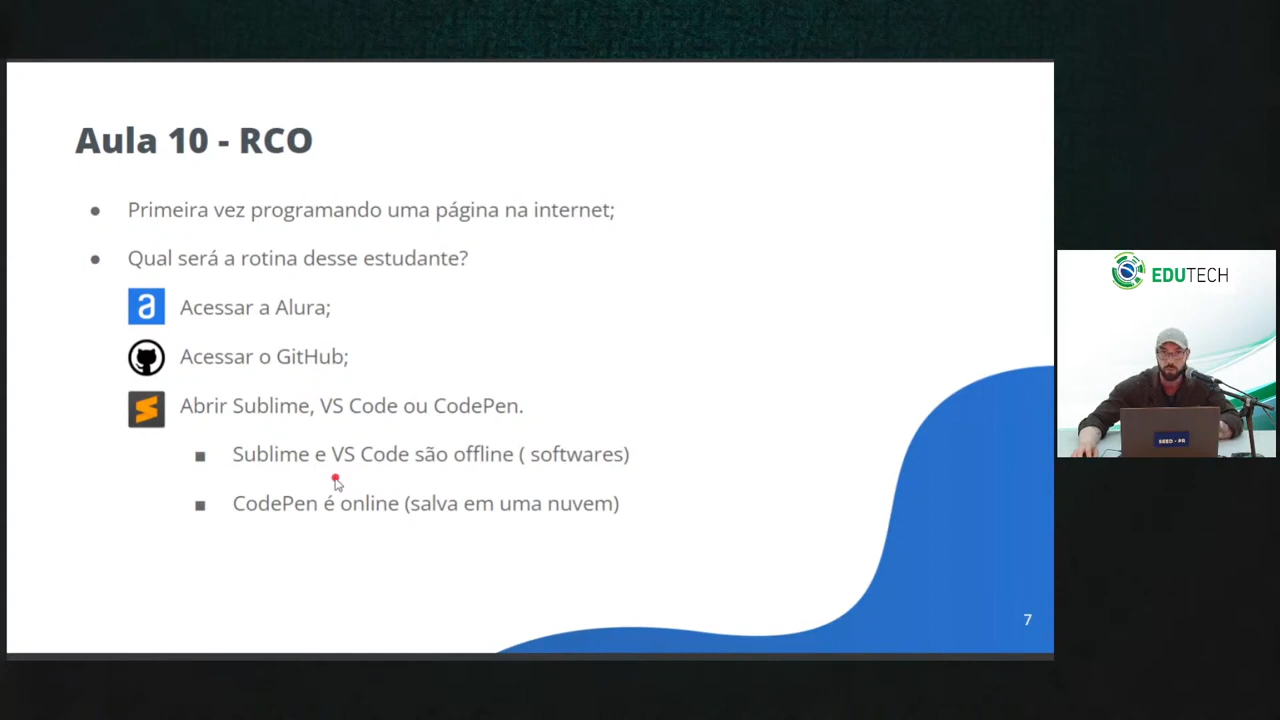 Aula 10 - RCO
● Primeira vez programando uma página na internet;
● Qual será a rotina desse estudante?
a Acessar a Alura;
Acessar o GitHub;
Abrir Sublime, VS Code ou CodePen.
■ Sublime e VS Code são offline ( softwares)
■ CodePen é online (salva em uma nuvem)
7
EDUTECH
SEED - PR